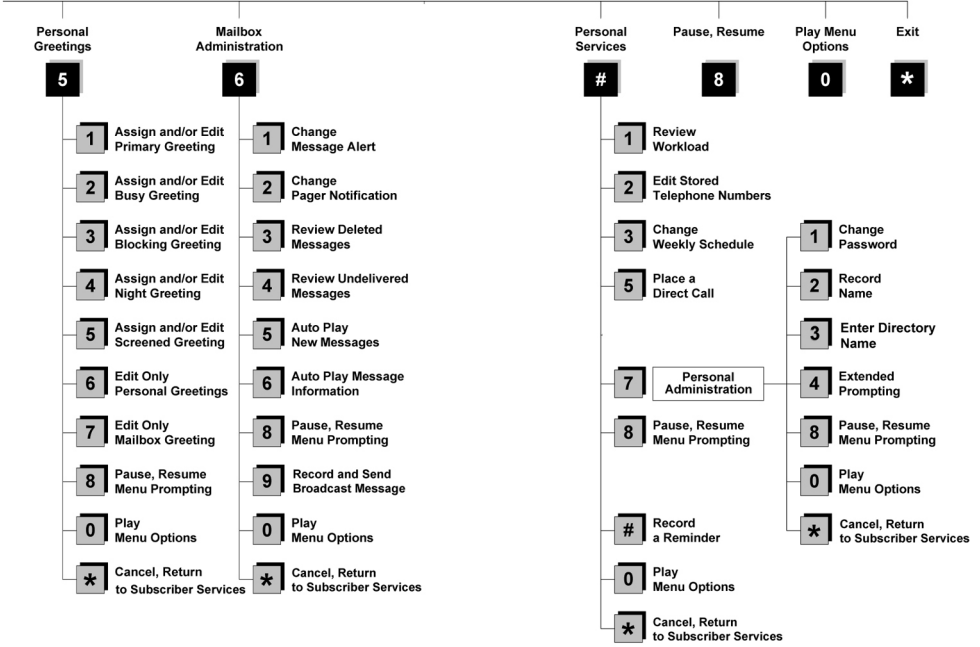 Personal
Greetings
5
1 Assign and/or Edit
Primary Greeting
2 Assign and/or Edit
Busy Greeting
3 Assign and/or Edit
Blocking Greeting
4 Assign and/or Edit
Night Greeting
5 Assign and/or Edit
Screened Greeting
6 Edit Only
Personal Greetings
7 Edit Only
Mailbox Greeting
8 Pause, Resume
Menu Prompting
0 Play
Menu Options
* Cancel, Return
to Subscriber Services
Mailbox
Administration
6
1 Change
Message Alert
2 Change
Pager Notification
3 Review Deleted
Messages
4 Review Undelivered
Messages
5 Auto Play
New Messages
6 Auto Play Message
Information
8 Pause, Resume
Menu Prompting
9 Record and Send
Broadcast Message
0 Play
Menu Options
* Cancel, Return
to Subscriber Services
Personal
Services
#
1 Review
Workload
2 Edit Stored
Telephone Numbers
3 Change
Weekly Schedule
5 Place a
Direct Call
7 Personal
Administration
8 Pause, Resume
Menu Prompting
# Record
a Reminder
0 Play
Menu Options
* Cancel, Return
to Subscriber Services
1 Change
Password
2 Record
Name
3 Enter Directory
Name
4 Extended
Prompting
8 Pause, Resume
Menu Prompting
0 Play
Menu Options
* Cancel, Return
to Subscriber Services
Pause, Resume
8
Play Menu
Options
0
Exit
*